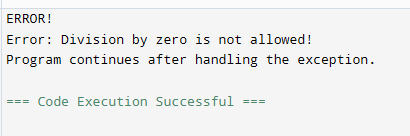 ERROR!
Error: Division by zero is not allowed!
Program continues after handling the exception.
=== Code Execution Successful ===